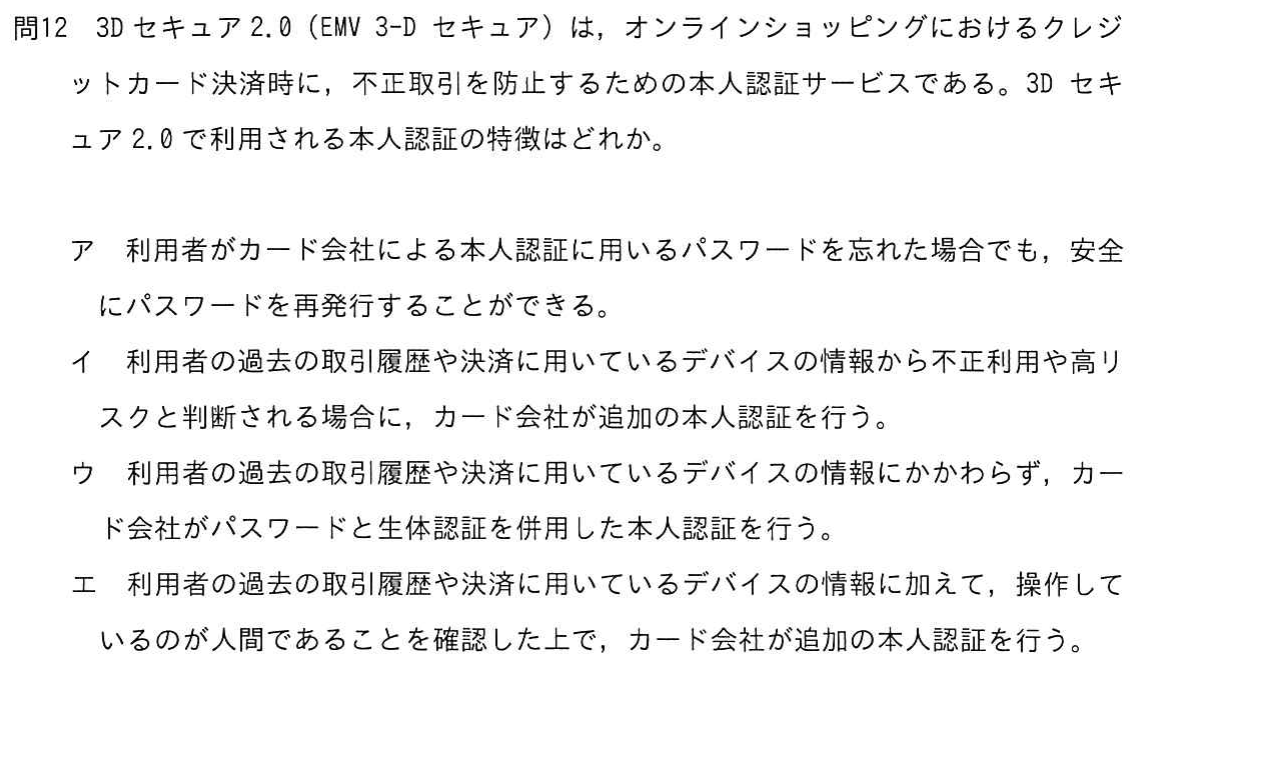 問12 3D セキュア 2.0（EMV 3-D セキュア）は，オンラインショッピングにおけるクレジ
ットカード決済時に，不正取引を防止するための本人認証サービスである。3D セキ
ュア 2.0 で利用される本人認証の特徴はどれか。
ア 利用者がカード会社による本人認証に用いるパスワードを忘れた場合でも，安全
にパスワードを再発行することができる。
イ 利用者の過去の取引履歴や決済に用いているデバイスの情報から不正利用や高リ
スクと判断される場合に，カード会社が追加の本人認証を行う。
ウ 利用者の過去の取引履歴や決済に用いているデバイスの情報にかかわらず，カー
ド会社がパスワードと生体認証を併用した本人認証を行う。
エ 利用者の過去の取引履歴や決済に用いているデバイスの情報に加えて，操作して
いるのが人間であることを確認した上で，カード会社が追加の本人認証を行う。